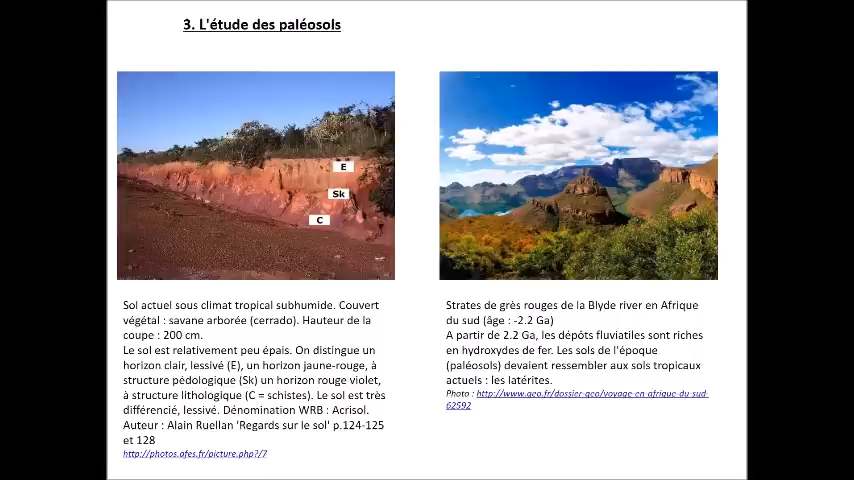 3. L'étude des paléosols
E
Sk
C
Sol actuel sous climat tropical subhumide. Couvert
végétal : savane arborée (cerrado). Hauteur de la
coupe : 200 cm.
Le sol est relativement peu épais. On distingue un
horizon clair, lessivé (E), un horizon jaune-rouge, à
structure pédologique (Sk) un horizon rouge violet,
à structure lithologique (C = schistes). Le sol est très
différencié, lessivé. Dénomination WRB : Acrisol.
Auteur : Alain Ruellan 'Regards sur le sol' p.124-125
et 128
http://photos.afes.fr/picture.php?/7
Strates de grès rouges de la Blyde river en Afrique
du sud (âge : -2.2 Ga)
A partir de 2.2 Ga, les dépôts fluviatiles sont riches
en hydroxydes de fer. Les sols de l'époque
(paléosols) devaient ressembler aux sols tropicaux
actuels : les latérites.
Photo : http://www.geo.fr/dossier-geo/voyage-en-afrique-du-sud-
62592